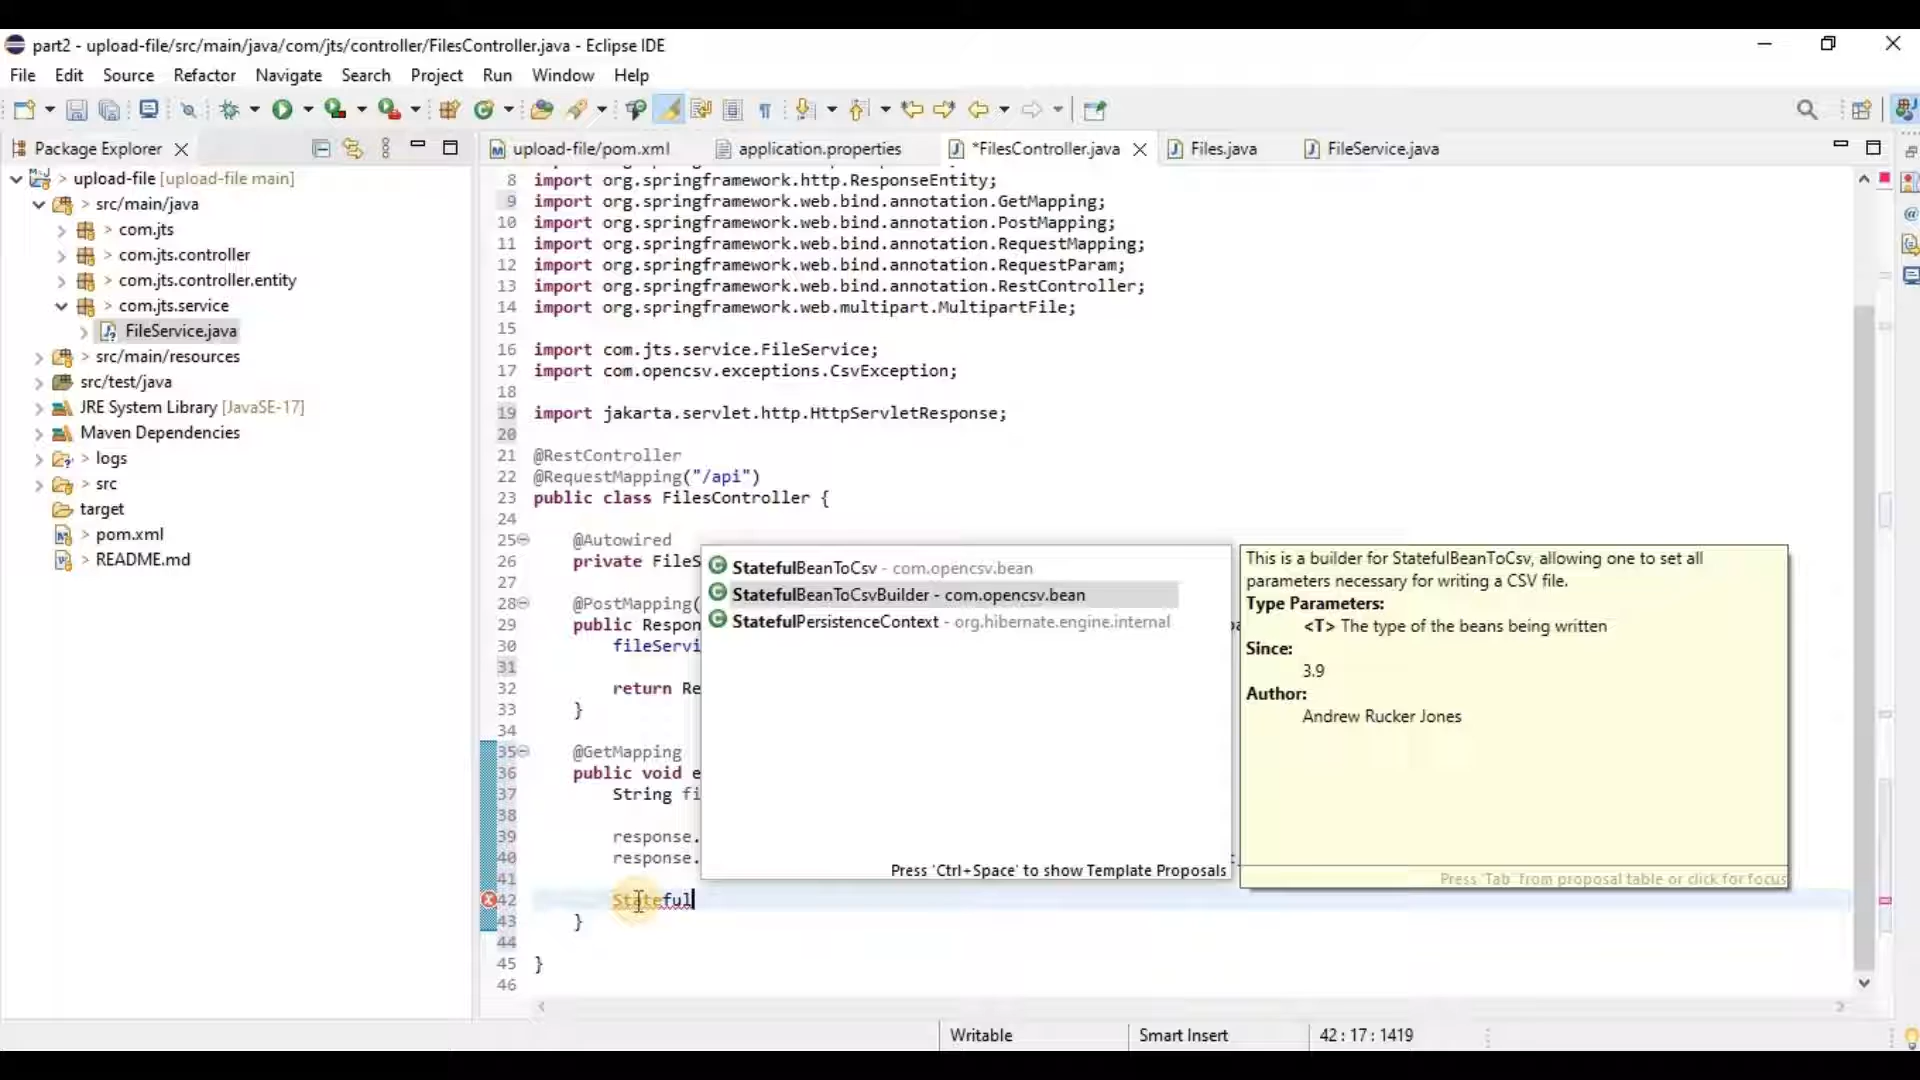 part2 - upload-file/src/main/java/com/jts/controller/FilesController.java - Eclipse IDE
File Edit Source Refactor Navigate Search Project Run Window Help
Package Explorer
upload-file/pom.xml
application.properties
*FilesController.java
Files.java
FileService.java
> upload-file [upload-file main]
> src/main/java
> com.jts
> com.jts.controller
> com.jts.controller.entity
> com.jts.service
FileService.java
> src/main/resources
src/test/java
JRE System Library [JavaSE-17]
Maven Dependencies
> logs
> src
target
> pom.xml
> README.md
8 import org.springframework.http.ResponseEntity;
9 import org.springframework.web.bind.annotation.GetMapping;
10 import org.springframework.web.bind.annotation.PostMapping;
11 import org.springframework.web.bind.annotation.RequestMapping;
12 import org.springframework.web.bind.annotation.RequestParam;
13 import org.springframework.web.bind.annotation.RestController;
14 import org.springframework.web.multipart.MultipartFile;
15
16 import com.jts.service.FileService;
17 import com.opencsv.exceptions.CsvException;
18
19 import jakarta.servlet.http.HttpServletResponse;
20
21 @RestController
22 @RequestMapping("/api")
23 public class FilesController {
24
25 @Autowired
26 private FileS
27
28 @PostMapping(
29 public Respon
30 fileServi
31
32 return Re
33 }
34
35 @GetMapping
36 public void e
37 String fi
38
39 response.
40 response.
41
42 Stateful
43 }
44
45 }
46
StatefulBeanToCsv - com.opencsv.bean
StatefulBeanToCsvBuilder - com.opencsv.bean
StatefulPersistenceContext - org.hibernate.engine.internal
Press 'Ctrl+Space' to show Template Proposals
This is a builder for StatefulBeanToCsv, allowing one to set all
parameters necessary for writing a CSV file.
Type Parameters:
<T> The type of the beans being written
Since:
3.9
Author:
Andrew Rucker Jones
Press 'Tab' from proposal table or click for focus
Writable
Smart Insert
42 : 17 : 1419